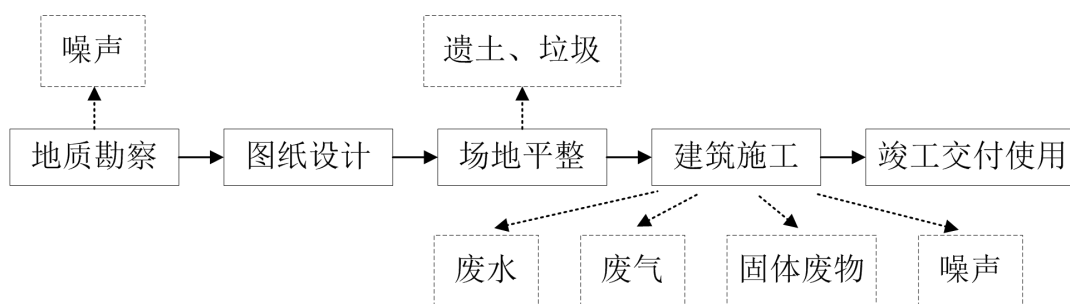 噪声
遗土、垃圾
地质勘察
图纸设计
场地平整
建筑施工
竣工交付使用
废水
废气
固体废物
噪声